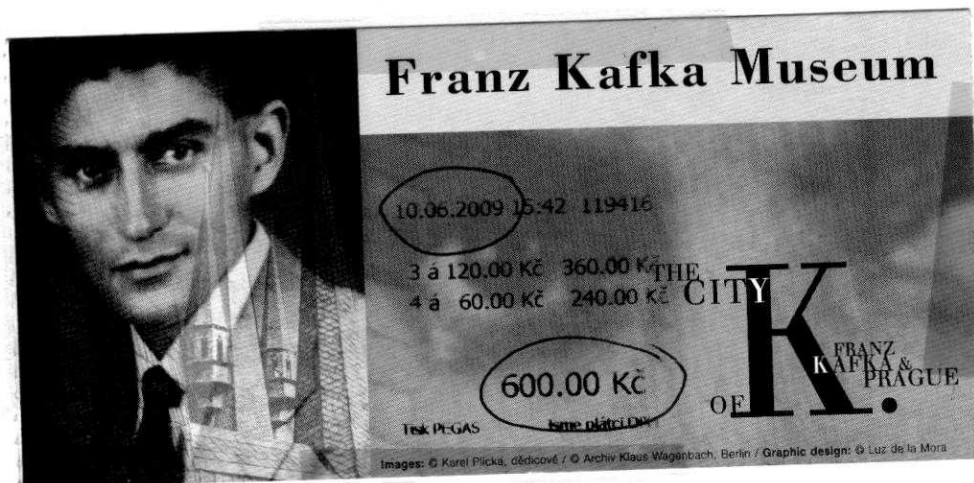 Franz Kafka Museum
10.06.2009 15:42 119416
3 á 120.00 Kč 360.00 Kč
4 á 60.00 Kč 240.00 Kč
600.00 Kč
Tisk PEGAS Jsme plátci DPH
THE
CITY
OF K.
FRANZ
KAFKA &
PRAGUE
Images: © Karel Plicka, dědicové / © Archiv Klaus Wagenbach, Berlin / Graphic design: © Luz de la Mora